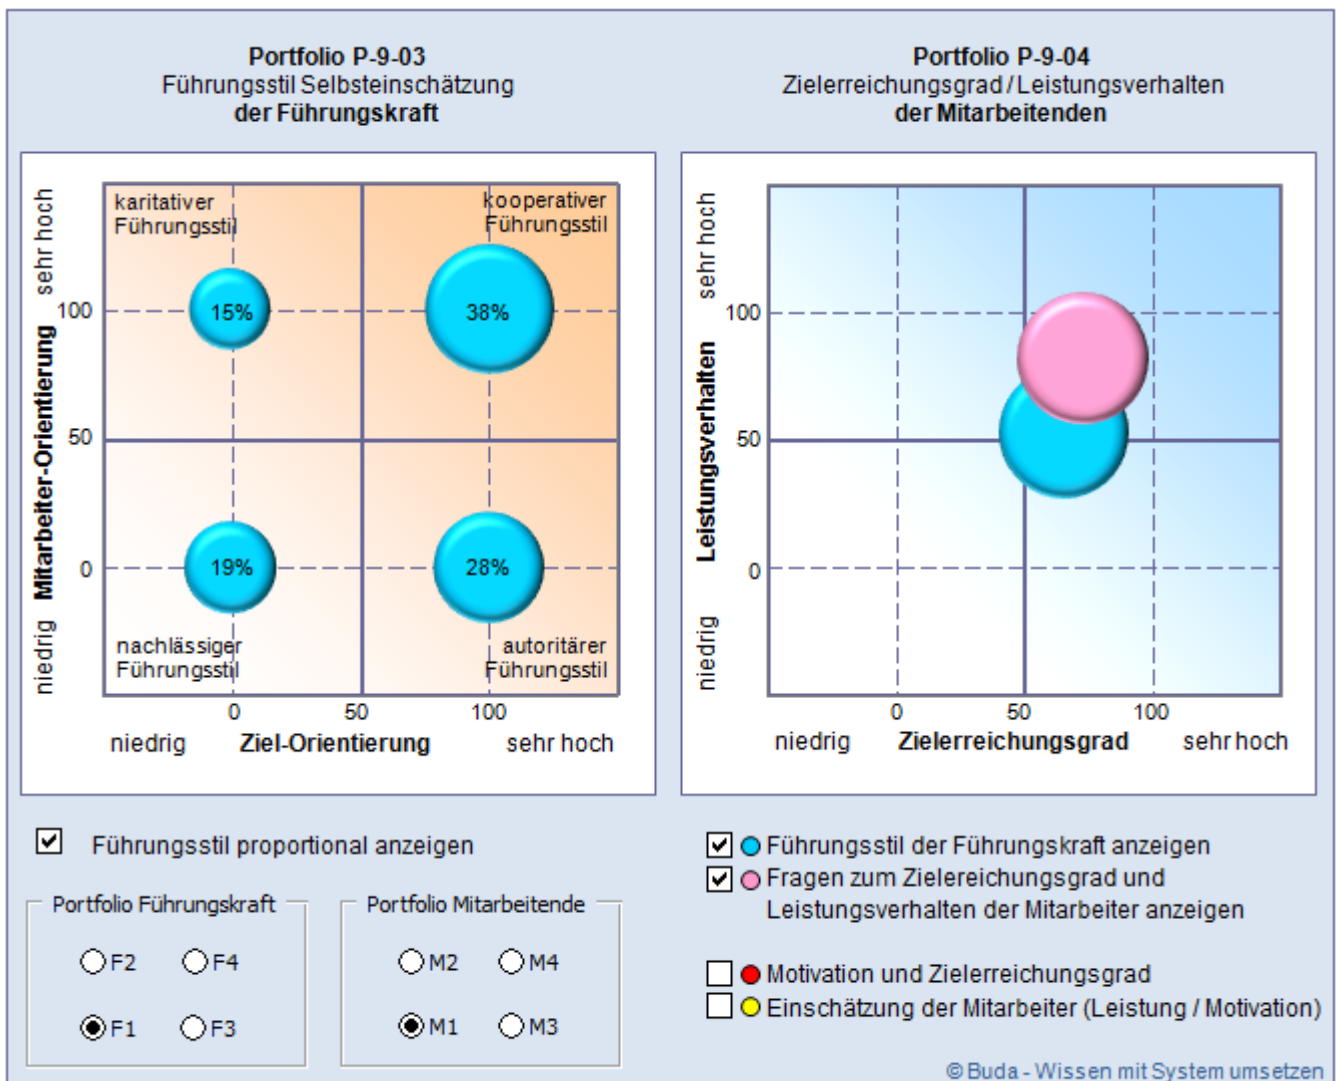 Portfolio P-9-03
Führungsstil Selbsteinschätzung
der Führungskraft
sehr hoch
Mitarbeiter-Orientierung
niedrig
100
50
0
karitativer
Führungsstil
kooperativer
Führungsstil
15%
38%
19%
28%
nachlässiger
Führungsstil
autoritärer
Führungsstil
0 50 100
niedrig Ziel-Orientierung sehr hoch
Portfolio P-9-04
Zielerreichungsgrad / Leistungsverhalten
der Mitarbeitenden
sehr hoch
Leistungsverhalten
niedrig
100
50
0
0 50 100
niedrig Zielerreichungsgrad sehr hoch
Führungsstil proportional anzeigen
Portfolio Führungskraft
F2 F4
F1 F3
Portfolio Mitarbeitende
M2 M4
M1 M3
Führungsstil der Führungskraft anzeigen
Fragen zum Zielereichungsgrad und
Leistungsverhalten der Mitarbeiter anzeigen
Motivation und Zielerreichungsgrad
Einschätzung der Mitarbeiter (Leistung / Motivation)
© Buda - Wissen mit System umsetzen